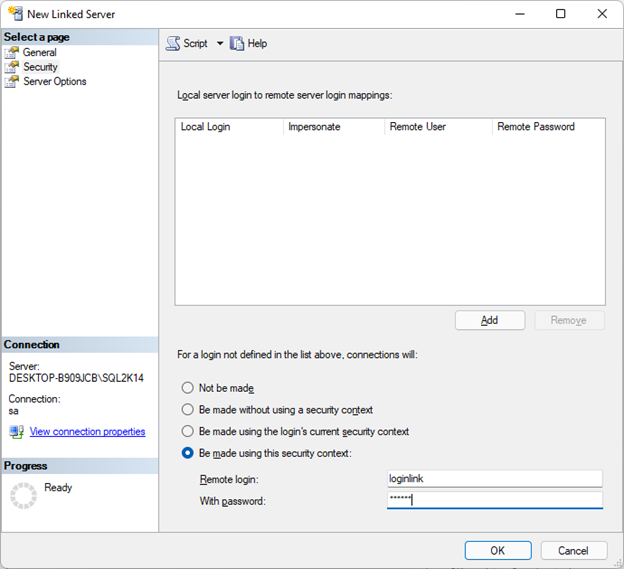 New Linked Server
Select a page
General
Security
Server Options
Script
Help
Local server login to remote server login mappings:
Local Login Impersonate Remote User Remote Password
Add Remove
For a login not defined in the list above, connections will:
Not be made
Be made without using a security context
Be made using the login's current security context
Be made using this security context:
Remote login: loginlink
With password: ******
Connection
Server:
DESKTOP-B909JCB\SQL2K14
Connection:
sa
View connection properties
Progress
Ready
OK Cancel